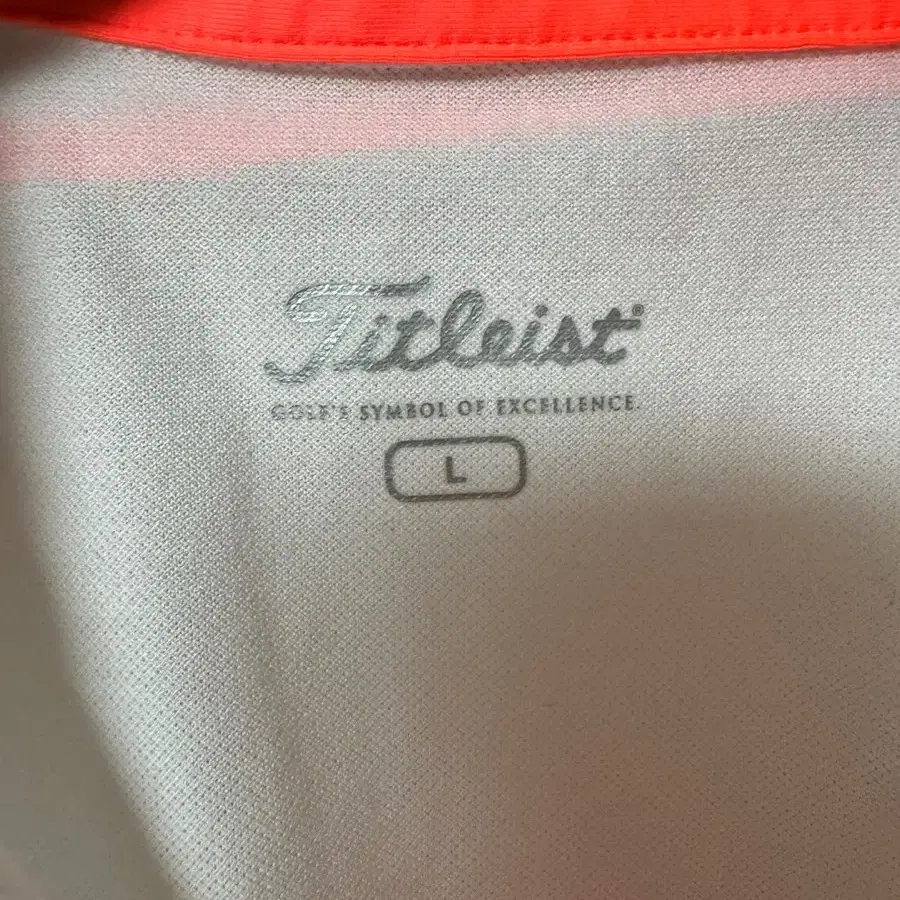 Titleist®
GOLF'S SYMBOL OF EXCELLENCE.
L